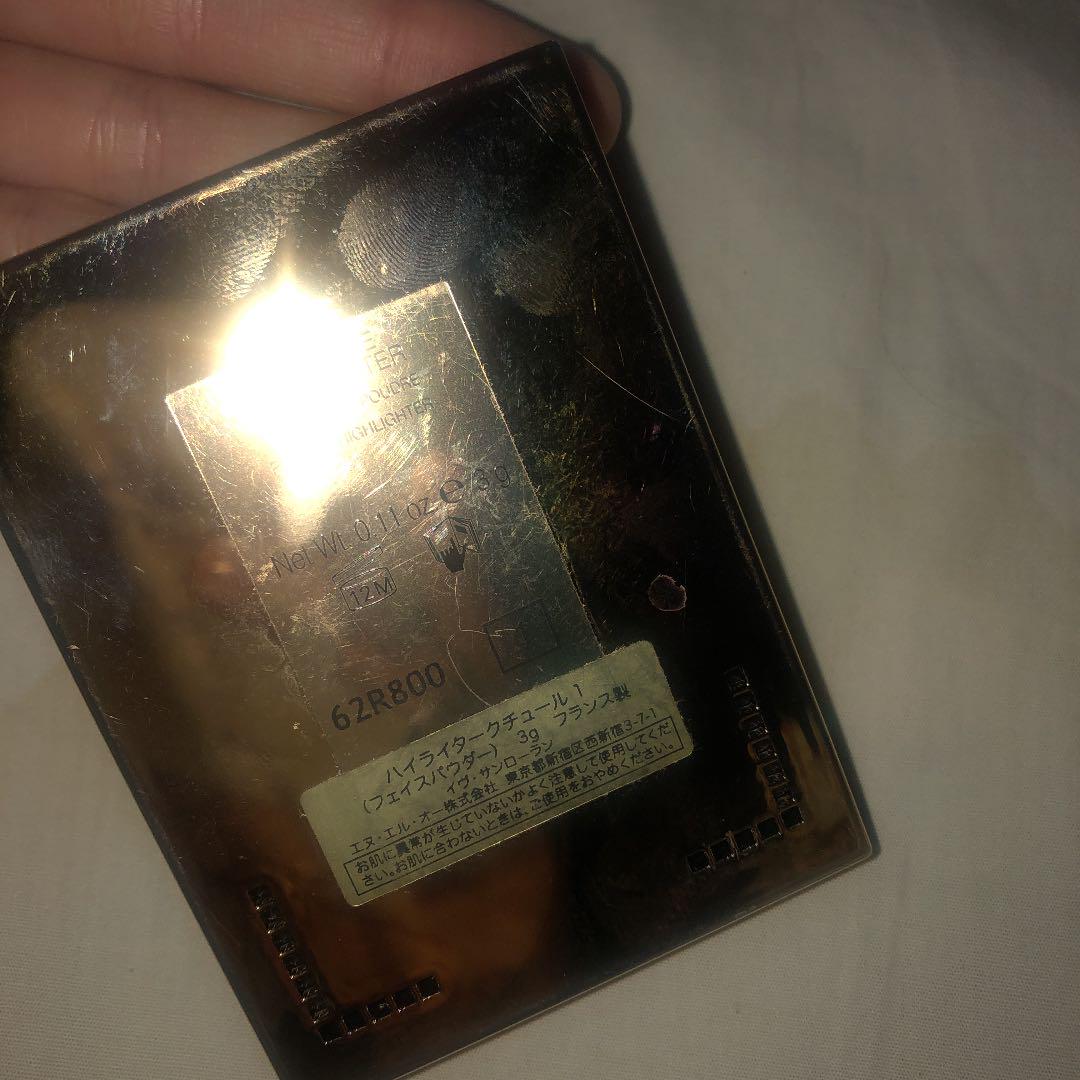 TER
POUDRE
HIGHLIGHTER
Net Wt. 0.11 oz ℮ 3 g
12M
62R800
1
ハイライタークチュール 1
(フェイスパウダー) 3g フランス製
イヴ・サンローラン
エヌ・エル・オー株式会社 東京都新宿区西新宿3-7-1
お肌に異常が生じていないかよく注意して使用してくだ
さい。お肌に合わないときは、ご使用をおやめください。